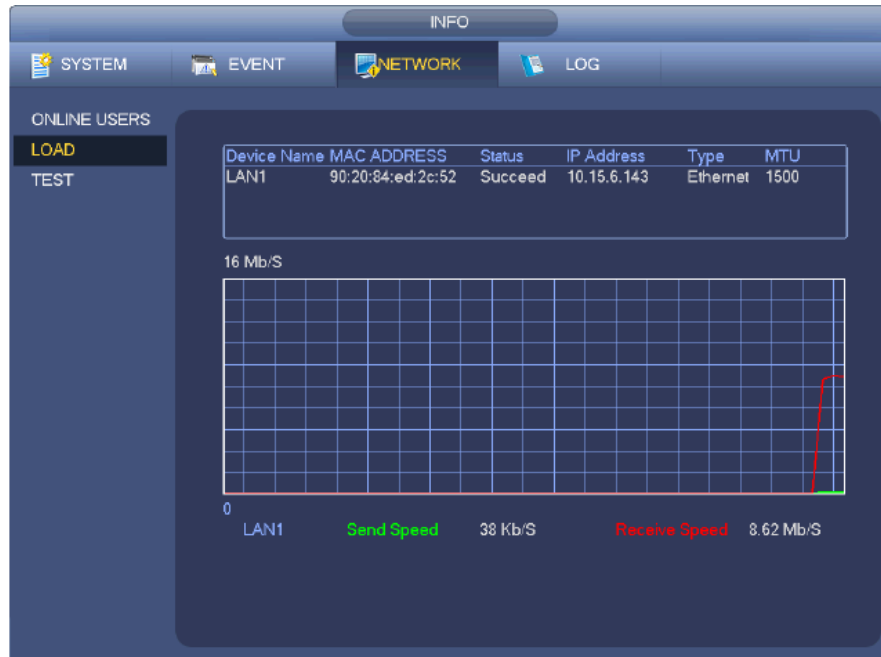 INFO
SYSTEM EVENT NETWORK LOG
ONLINE USERS
LOAD
TEST
Device Name MAC ADDRESS Status IP Address Type MTU
LAN1 90:20:84:ed:2c:52 Succeed 10.15.6.143 Ethernet 1500
16 Mb/S
0
LAN1 Send Speed 38 Kb/S Receive Speed 8.62 Mb/S